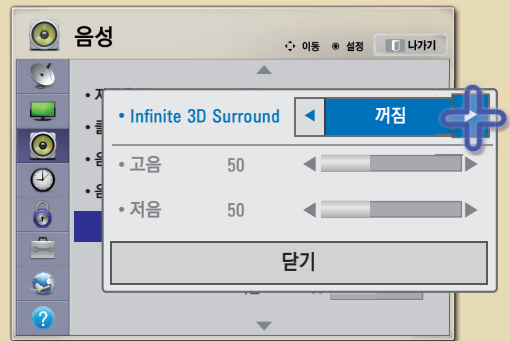 음성
이동 설정 나가기
• Infinite 3D Surround 꺼짐
• 고음 50
• 저음 50
닫기